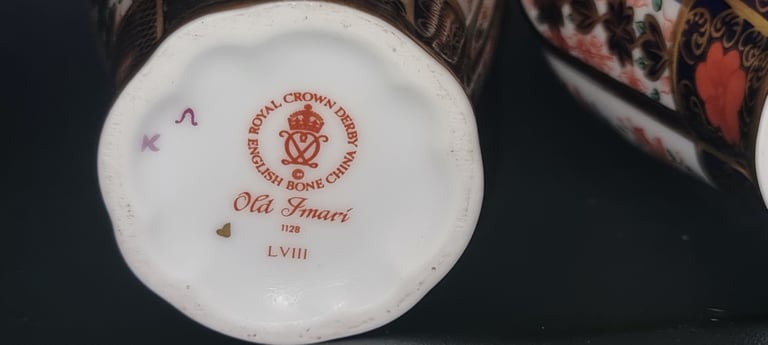 ROYAL CROWN DERBY
ENGLISH BONE CHINA
©
Old Imari
1128
LVIII
K